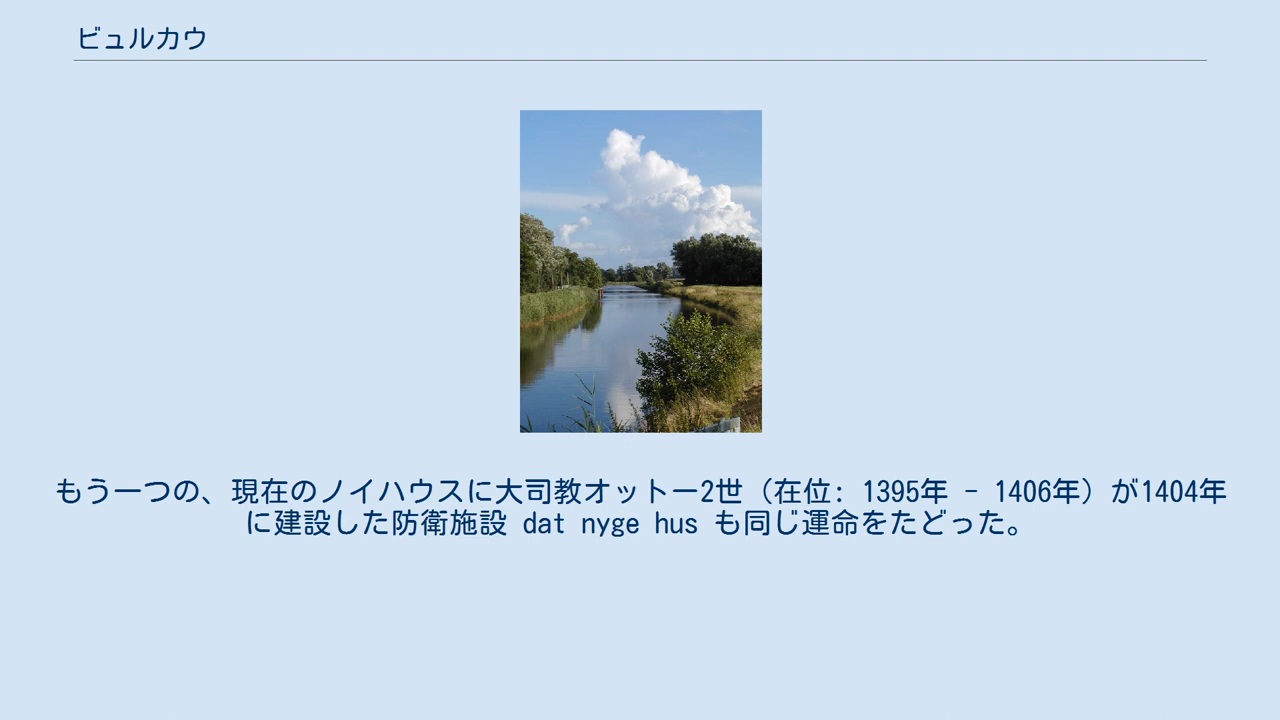 ビュルカウ
もう一つの、現在のノイハウスに大司教オットー2世（在位: 1395年 - 1406年）が1404年
に建設した防衛施設 dat nyge hus も同じ運命をたどった。